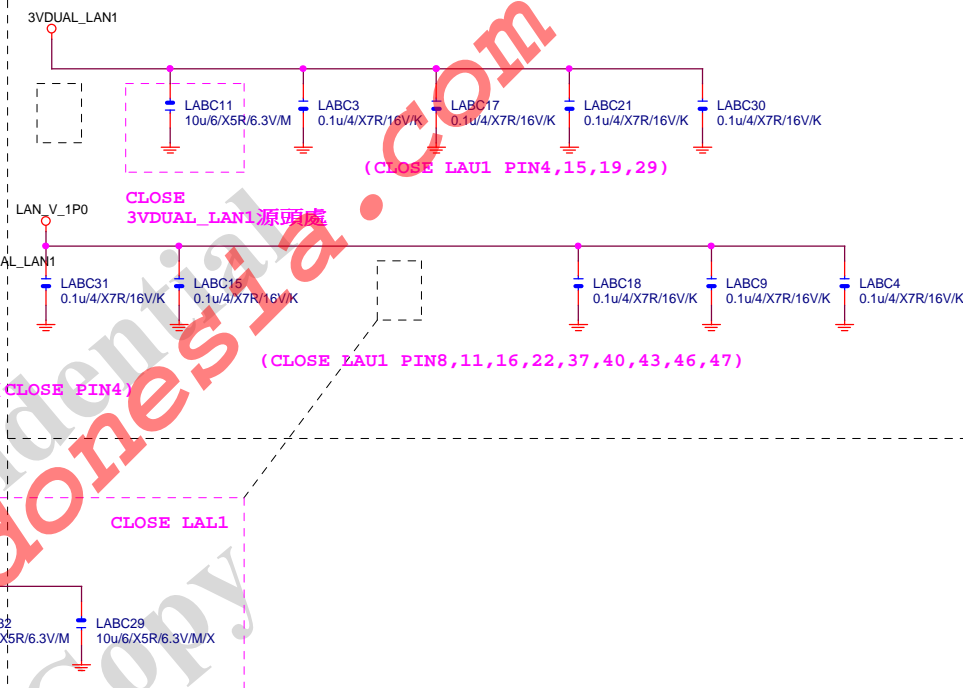 3VDUAL_LAN1
LABC11
10u/6/X5R/6.3V/M
LABC3
0.1u/4/X7R/16V/K
LABC17
0.1u/4/X7R/16V/K
LABC21
0.1u/4/X7R/16V/K
LABC30
0.1u/4/X7R/16V/K
(CLOSE LAU1 PIN4,15,19,29)
CLOSE
3VDUAL_LAN1源頭處
LAN_V_1P0
AL_LAN1
LABC31
0.1u/4/X7R/16V/K
LABC15
0.1u/4/X7R/16V/K
LABC18
0.1u/4/X7R/16V/K
LABC9
0.1u/4/X7R/16V/K
LABC4
0.1u/4/X7R/16V/K
(CLOSE LAU1 PIN8,11,16,22,37,40,43,46,47)
CLOSE PIN4)
CLOSE LAL1
32
X5R/6.3V/M
LABC29
10u/6/X5R/6.3V/M/X
idential
Copy
donesia.com